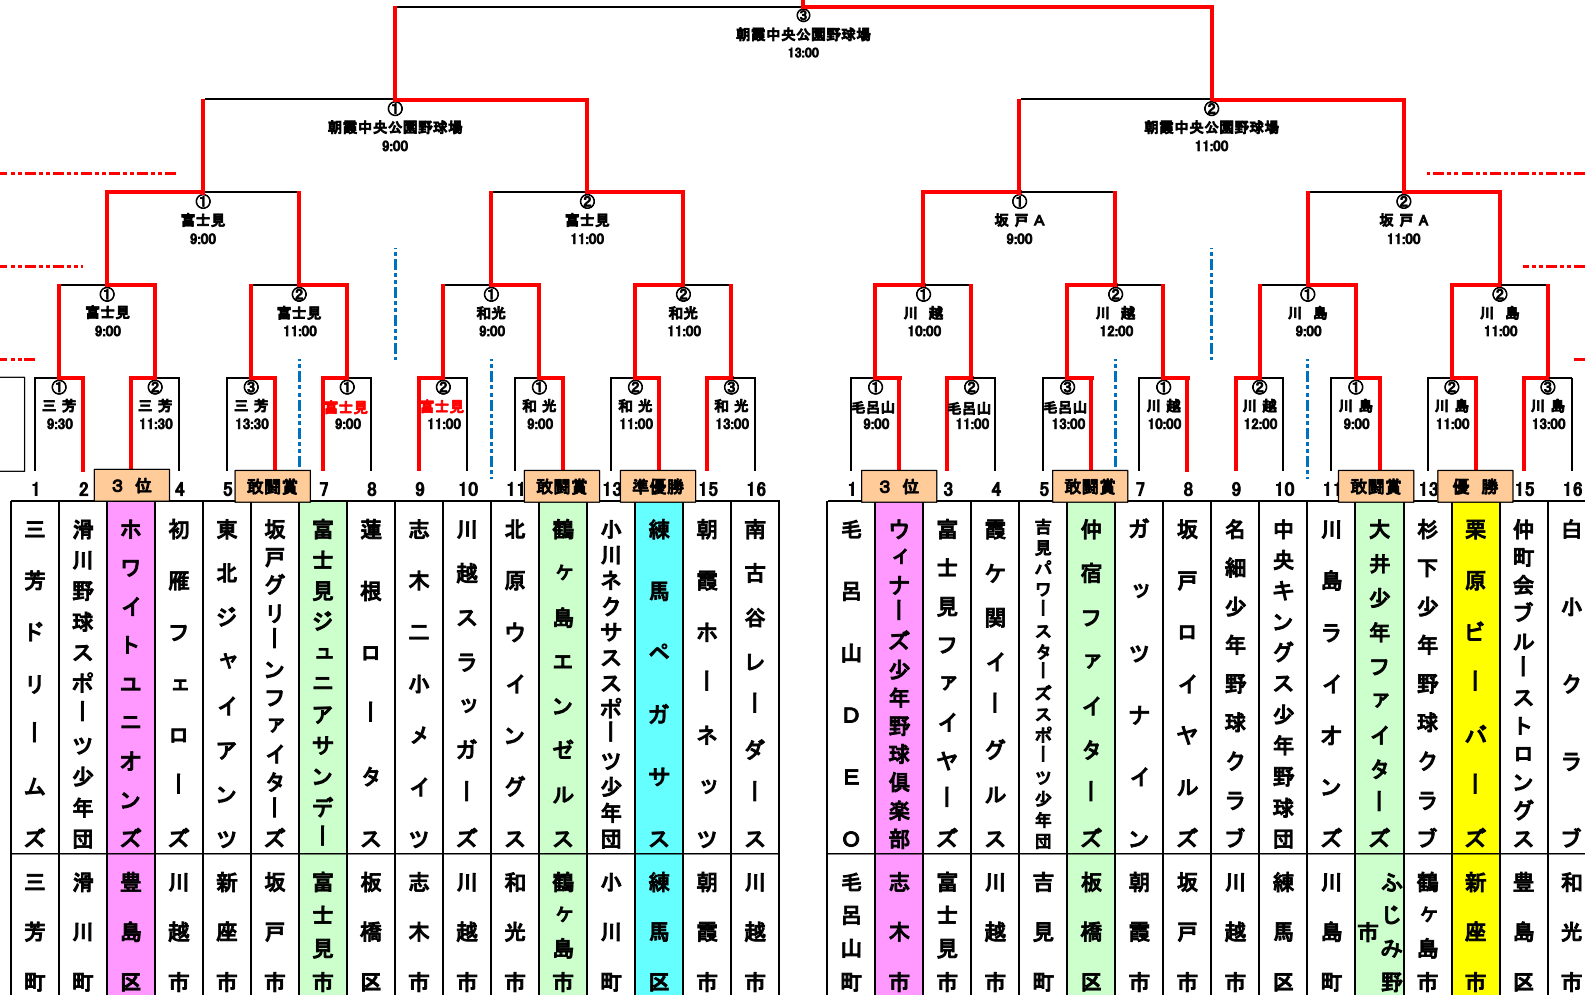 ③
朝霞中央公園野球場
13:00
①
朝霞中央公園野球場
9:00
②
朝霞中央公園野球場
11:00
①
富士見
9:00
②
富士見
11:00
①
坂戸A
9:00
②
坂戸A
11:00
①
富士見
9:00
②
富士見
11:00
①
和光
9:00
②
和光
11:00
①
川 越
10:00
②
川 越
12:00
①
川 島
9:00
②
川 島
11:00
①
三 芳
9:30
②
三 芳
11:30
③
三 芳
13:30
①
富士見
9:00
②
富士見
11:00
①
和 光
9:00
②
和 光
11:00
③
和 光
13:00
①
毛呂山
9:00
②
毛呂山
11:00
③
毛呂山
13:00
①
川 越
10:00
②
川 越
12:00
①
川 島
9:00
②
川 島
11:00
③
川 島
13:00
1 2 3 位 4 5 敢闘賞 7 8 9 10 11 敢闘賞 13 準優勝 15 16
1 3 位 3 4 5 敢闘賞 7 8 9 10 11 敢闘賞 13 優 勝 15 16
三芳ドリームズ
三芳町
滑川野球スポーツ少年団
滑川町
ホワイトユニオンズ
豊島区
初雁フェローズ
川越市
東北ジャイアンツ
新座市
坂戸グリーンファイターズ
坂戸市
富士見ジュニアサンデー
富士見市
蓮根ロータス
板橋区
志木ニ小メイツ
志木市
川越スラッガーズ
川越市
北原ウイングス
和光市
鶴ヶ島エンゼルス
鶴ヶ島市
小川ネクサススポーツ少年団
小川町
練馬ペガサス
練馬区
朝霞ホーネッツ
朝霞市
南古谷レーダース
川越市
毛呂山DEO
毛呂山町
ウィナーズ少年野球倶楽部
志木市
富士見ファイヤーズ
富士見市
霞ケ関イーグルス
川越市
吉見パワースターズスポーツ少年団
吉見町
仲宿ファイターズ
板橋区
ガッツナイン
朝霞市
坂戸ロイヤルズ
坂戸市
名細少年野球クラブ
川越市
中央キングス少年野球団
練馬区
川島ライオンズ
川島町
大井少年ファイターズ
ふじみ野市
杉下少年野球クラブ
鶴ヶ島市
栗原ビーバーズ
新座市
仲町会ブルーストロングス
豊島区
白小クラブ
和光市